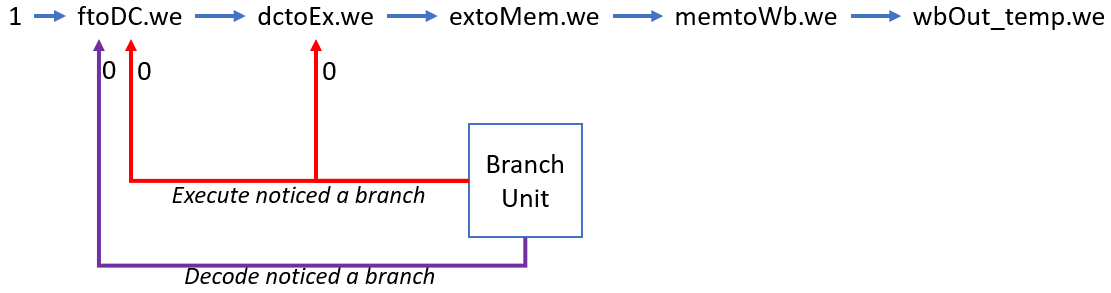 1 ftoDC.we dctoEx.we extoMem.we memtoWb.we wbOut_temp.we
0 0 0
Branch
Unit
Execute noticed a branch
Decode noticed a branch